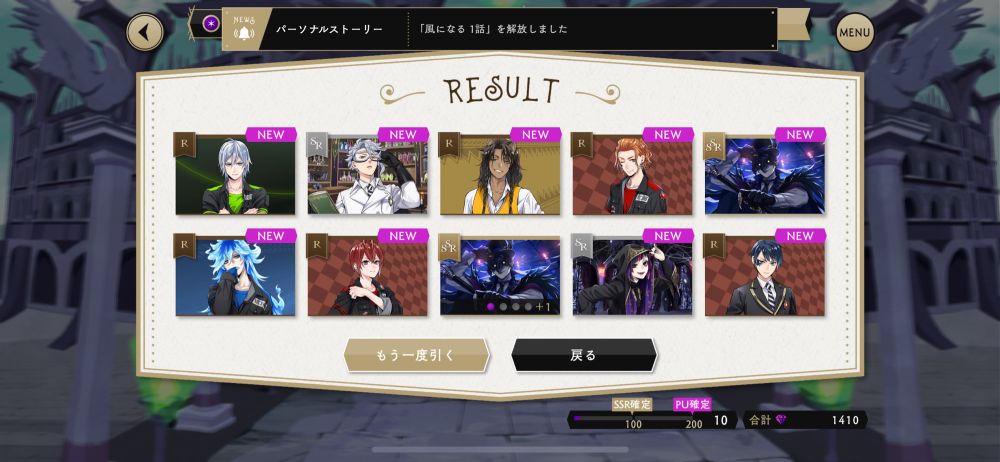 NEWS
パーソナルストーリー
「風になる 1話」を解放しました
MENU
RESULT
R NEW
SR NEW
R NEW
R NEW
SSR NEW
R NEW
R NEW
SSR +1
SR NEW
R NEW
もう一度引く
戻る
SSR確定 PU確定
100 200 10
合計 1410